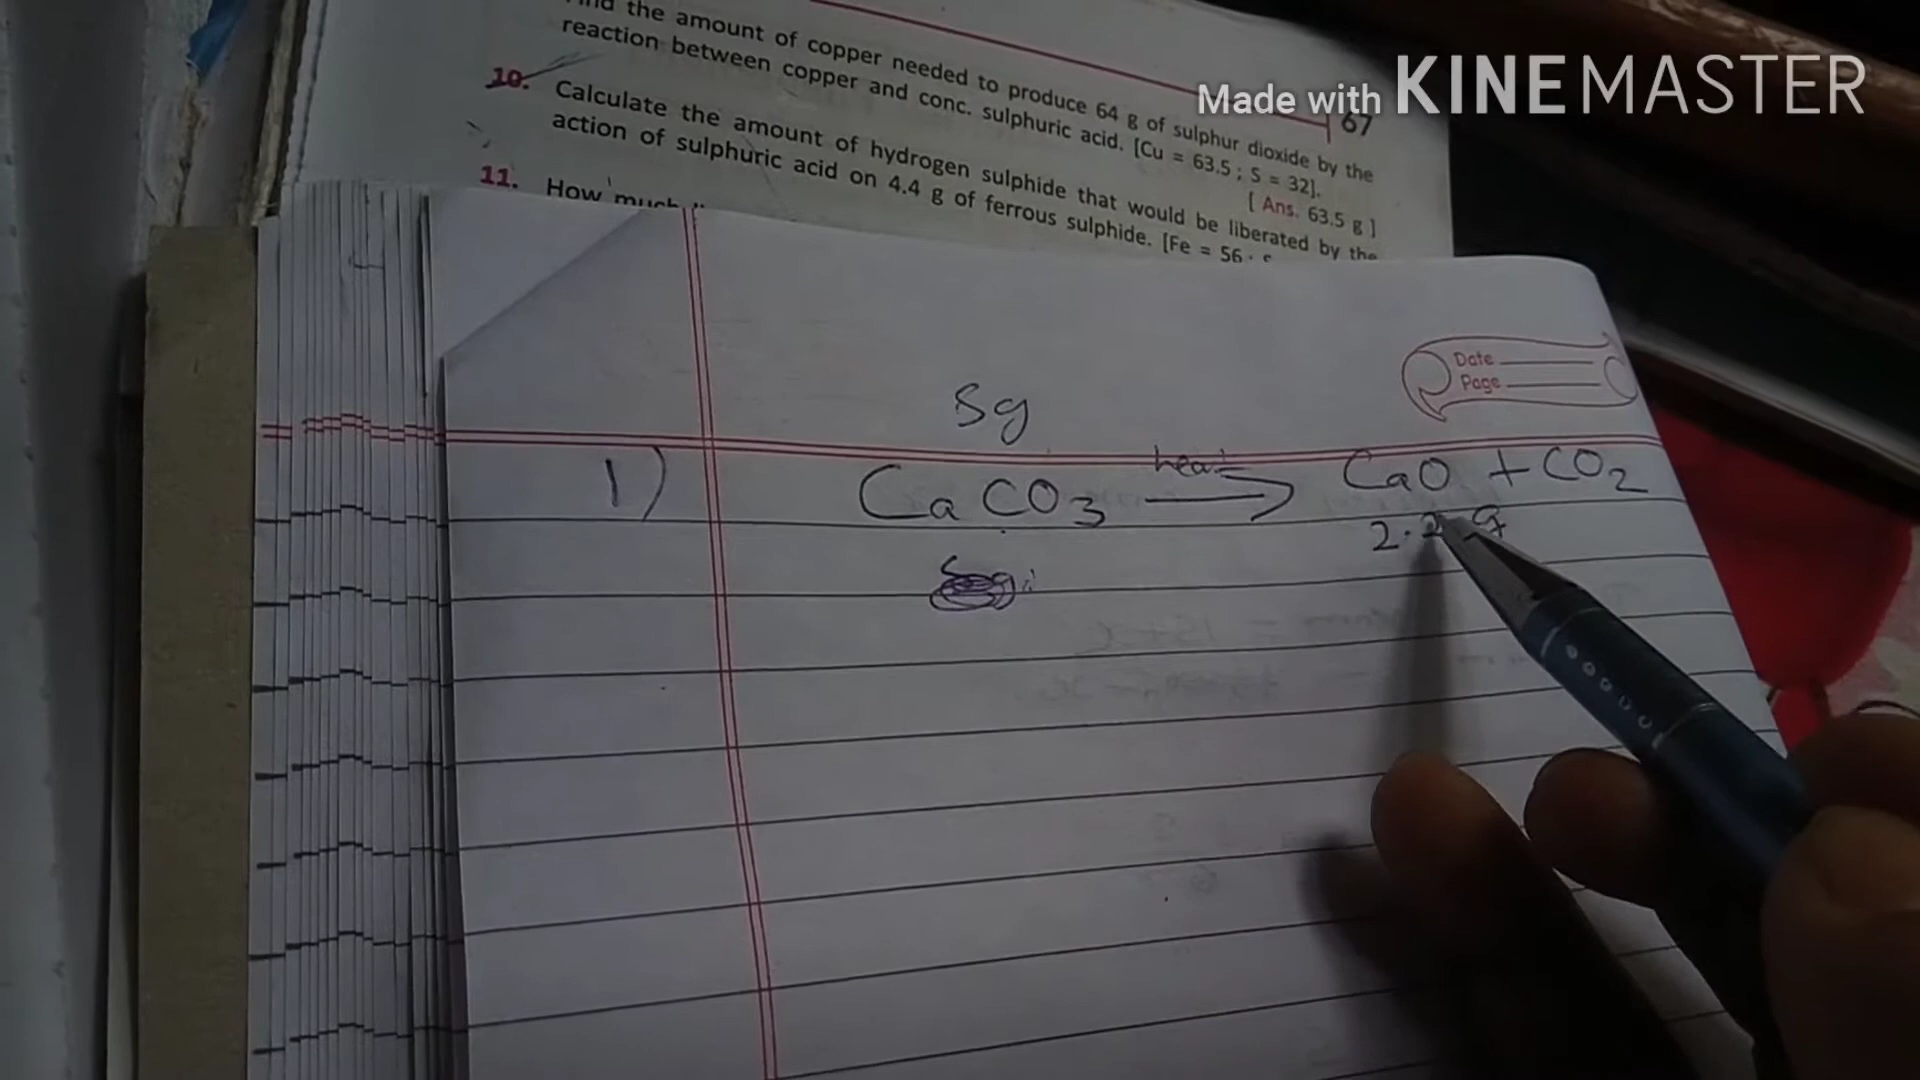 the amount of copper needed to produce 64 g of sulphur dioxide by the
reaction between copper and conc. sulphuric acid. [Cu = 63.5 ; S = 32].
[ Ans. 63.5 g ]
10. Calculate the amount of hydrogen sulphide that would be liberated by the
action of sulphuric acid on 4.4 g of ferrous sulphide. [Fe = 56
11. How much
67
Made with KINEMASTER
Date
Page
5g
1) CaCO3 heat → CaO + CO2
2.2 g